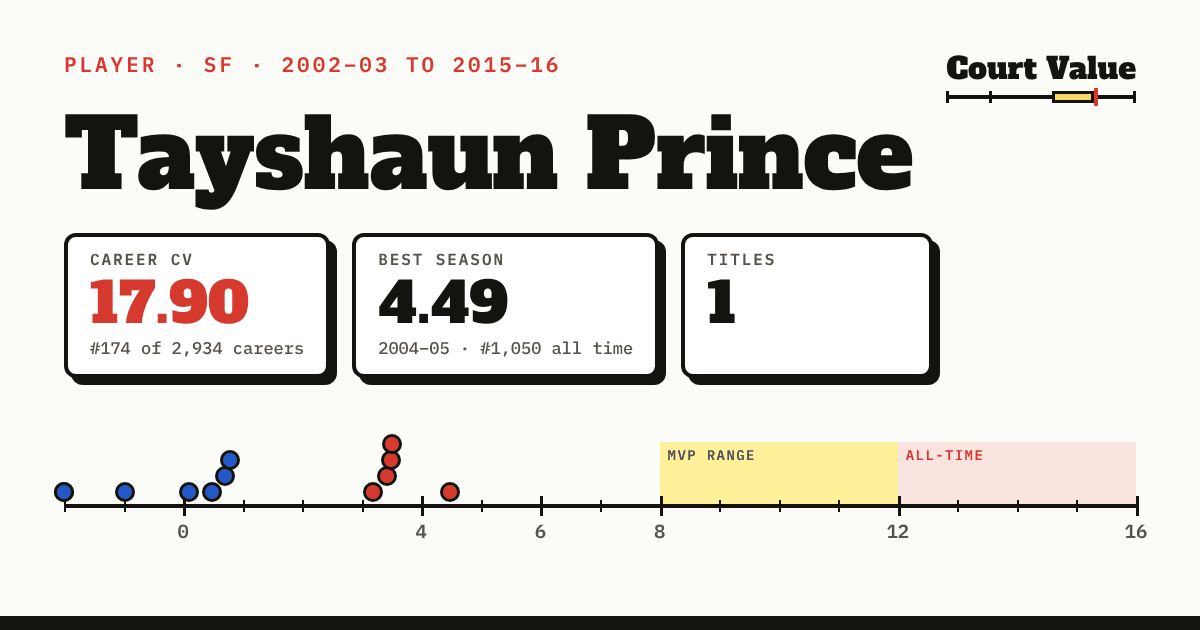 PLAYER · SF · 2002–03 TO 2015–16
Court Value
Tayshaun Prince
CAREER CV
17.90
#174 of 2,934 careers
BEST SEASON
4.49
2004–05 · #1,050 all time
TITLES
1
MVP RANGE
ALL-TIME
0 4 6 8 12 16